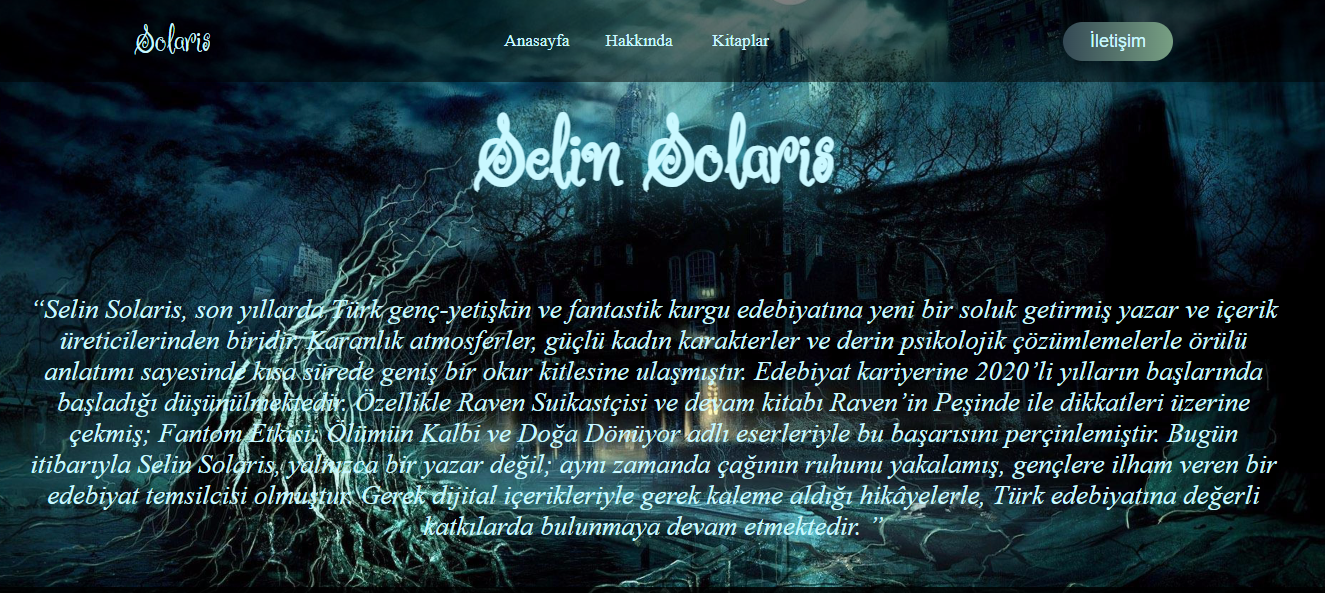 Solaris
Anasayfa Hakkında Kitaplar
İletişim
Selin Solaris
“Selin Solaris, son yıllarda Türk genç-yetişkin ve fantastik kurgu edebiyatına yeni bir soluk getirmiş yazar ve içerik
üreticilerinden biridir. Karanlık atmosferler, güçlü kadın karakterler ve derin psikolojik çözümlemelerle örülü
anlatımı sayesinde kısa sürede geniş bir okur kitlesine ulaşmıştır. Edebiyat kariyerine 2020’li yılların başlarında
başladığı düşünülmektedir. Özellikle Raven Suikastçisi ve devam kitabı Raven’in Peşinde ile dikkatleri üzerine
çekmiş; Fantom Etkisi, Ölümün Kalbi ve Doğa Dönüyor adlı eserleriyle bu başarısını perçinlemiştir. Bugün
itibarıyla Selin Solaris, yalnızca bir yazar değil; aynı zamanda çağının ruhunu yakalamış, gençlere ilham veren bir
edebiyat temsilcisi olmuştur. Gerek dijital içerikleriyle gerek kaleme aldığı hikâyelerle, Türk edebiyatına değerli
katkılarda bulunmaya devam etmektedir. ”